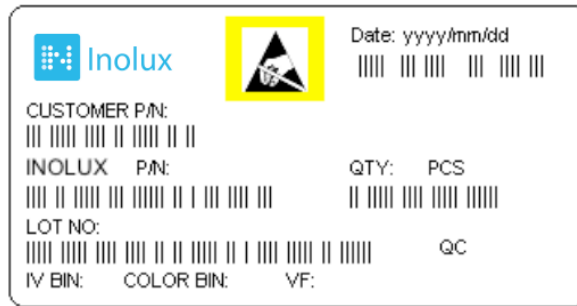 Inolux
Date: yyyy/mm/dd
CUSTOMER P/N:
INOLUX P/N: QTY: PCS
LOT NO:
QC
IV BIN: COLOR BIN: VF: